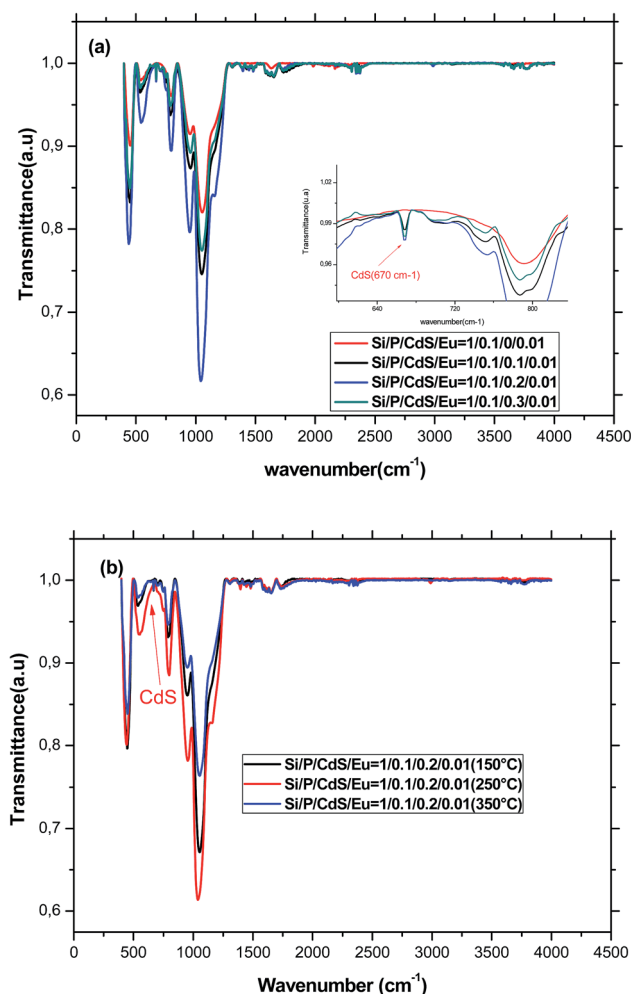 (a)
1,0
0,9
0,8
0,7
0,6
Transmittance(a.u)
1,02
0,99
0,96
Transmittance(u.a)
CdS(670 cm-1)
640 720 800
wavenumber(cm-1)
Si/P/CdS/Eu=1/0.1/0/0.01
Si/P/CdS/Eu=1/0.1/0.1/0.01
Si/P/CdS/Eu=1/0.1/0.2/0.01
Si/P/CdS/Eu=1/0.1/0.3/0.01
0 500 1000 1500 2000 2500 3000 3500 4000 4500
wavenumber(cm⁻¹)
(b)
1,0
0,9
0,8
0,7
0,6
Transmittance(a.u)
CdS
Si/P/CdS/Eu=1/0.1/0.2/0.01(150°C)
Si/P/CdS/Eu=1/0.1/0.2/0.01(250°C)
Si/P/CdS/Eu=1/0.1/0.2/0.01(350°C)
0 500 1000 1500 2000 2500 3000 3500 4000 4500
Wavenumber (cm⁻¹)